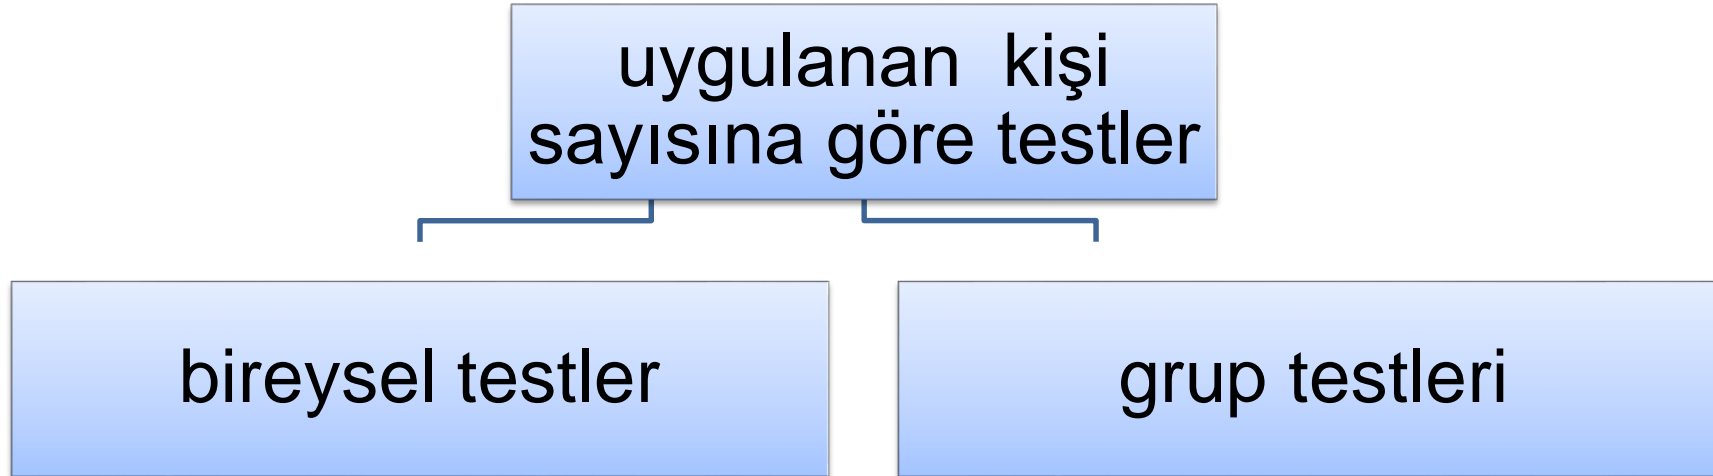 uygulanan  kişi
sayısına göre testler
bireysel testler
grup testleri